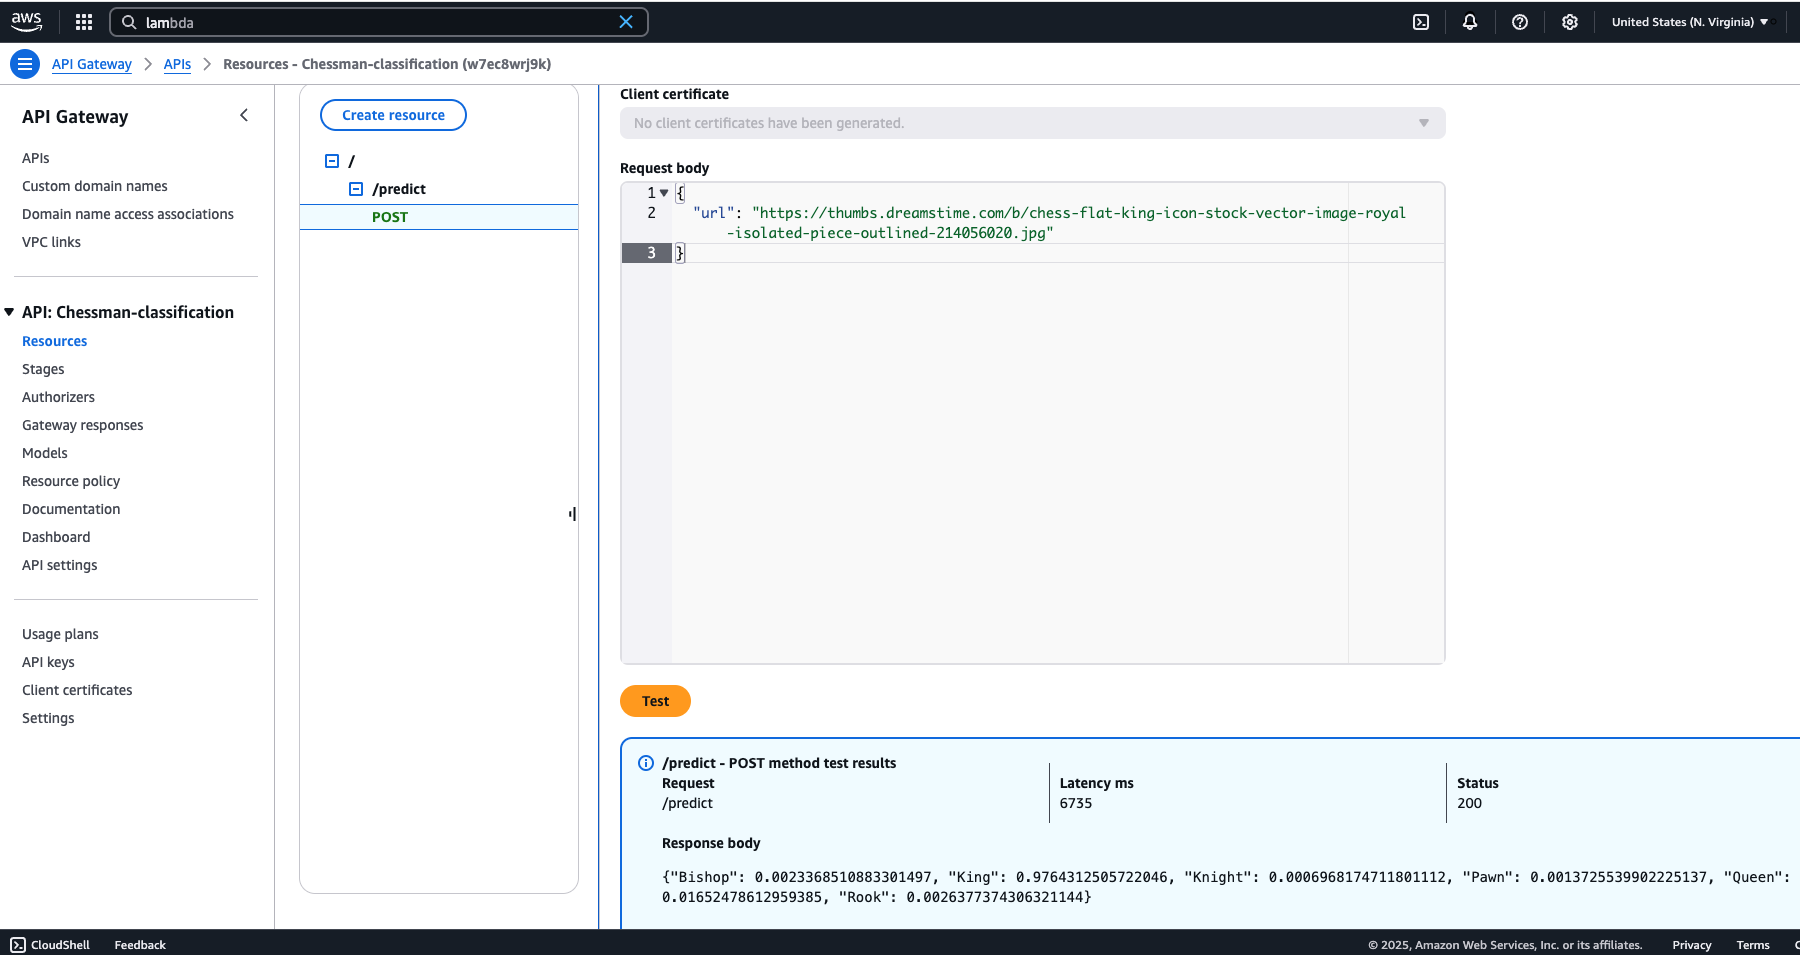 aws
lambda
United States (N. Virginia)
API Gateway
APIs
Resources - Chessman-classification (w7ec8wrj9k)
API Gateway
APIs
Custom domain names
Domain name access associations
VPC links
API: Chessman-classification
Resources
Stages
Authorizers
Gateway responses
Models
Resource policy
Documentation
Dashboard
API settings
Usage plans
API keys
Client certificates
Settings
Create resource
/
/predict
POST
Client certificate
No client certificates have been generated.
Request body
1 {
2 "url": "https://thumbs.dreamstime.com/b/chess-flat-king-icon-stock-vector-image-royal
-isolated-piece-outlined-214056020.jpg"
3 }
Test
/predict - POST method test results
Request
/predict
Latency ms
6735
Status
200
Response body
{"Bishop": 0.0023368510883301497, "King": 0.9764312505722046, "Knight": 0.0006968174711801112, "Pawn": 0.0013725539902225137, "Queen":
0.01652478612959385, "Rook": 0.0026377374306321144}
CloudShell
Feedback
© 2025, Amazon Web Services, Inc. or its affiliates.
Privacy
Terms